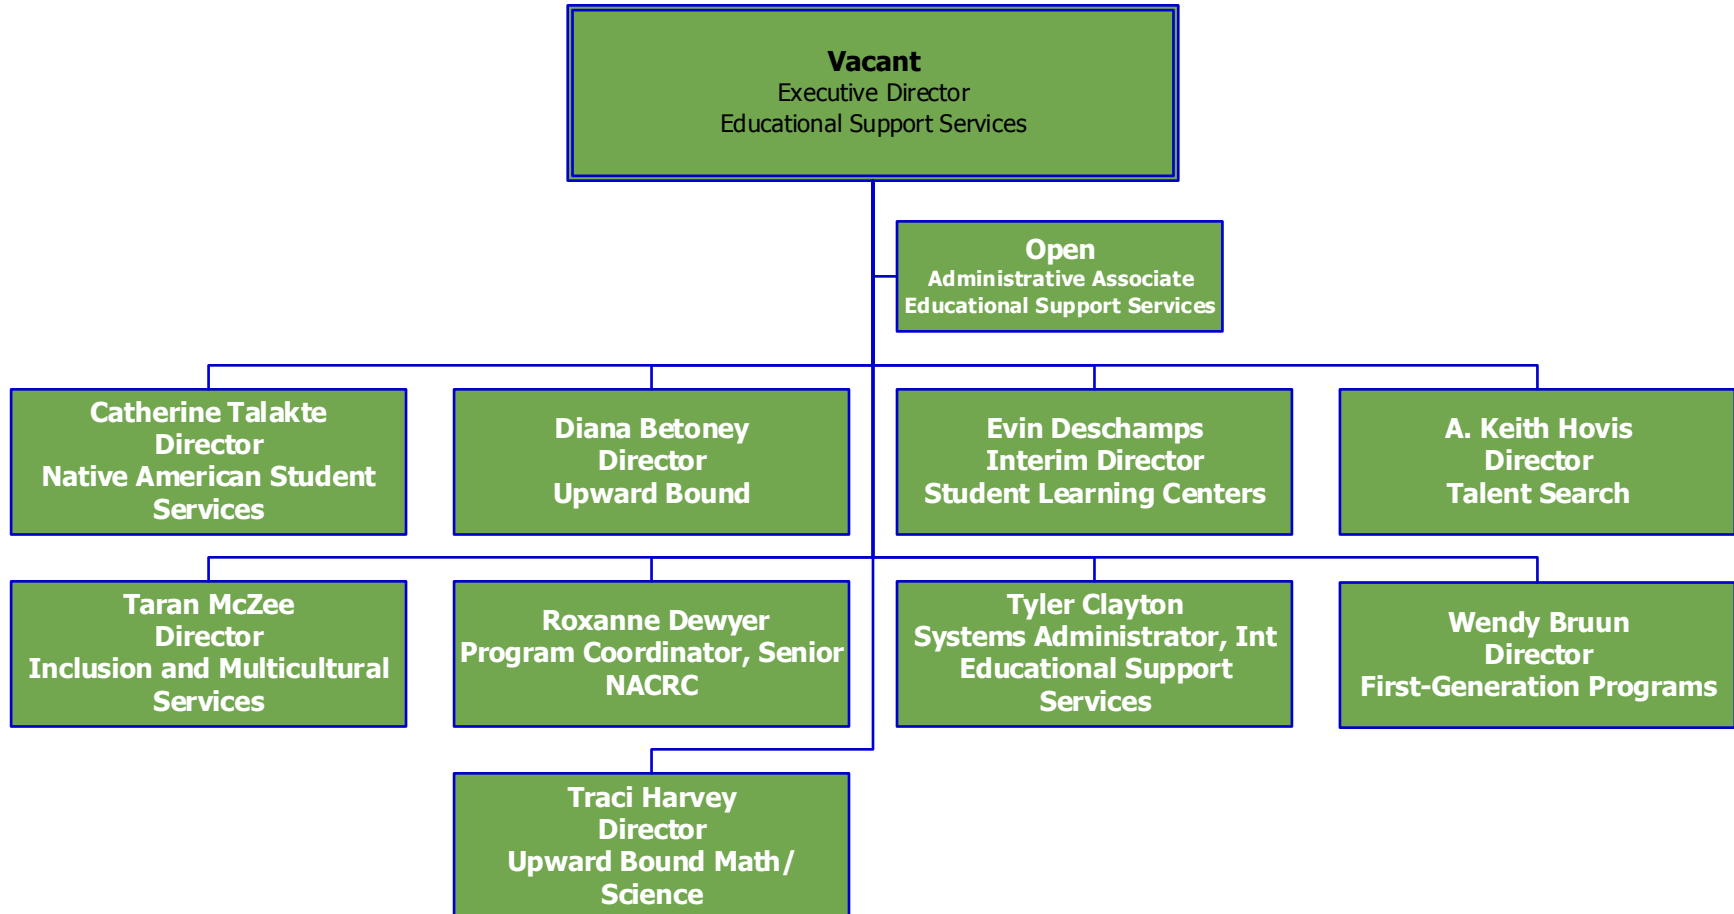 Vacant
Executive Director
Educational Support Services
Open
Administrative Associate
Educational Support Services
Catherine Talakte
Director
Native American Student
Services
Diana Betoney
Director
Upward Bound
Evin Deschamps
Interim Director
Student Learning Centers
A. Keith Hovis
Director
Talent Search
Taran McZee
Director
Inclusion and Multicultural
Services
Roxanne Dewyer
Program Coordinator, Senior
NACRC
Tyler Clayton
Systems Administrator, Int
Educational Support
Services
Wendy Bruun
Director
First-Generation Programs
Traci Harvey
Director
Upward Bound Math/
Science